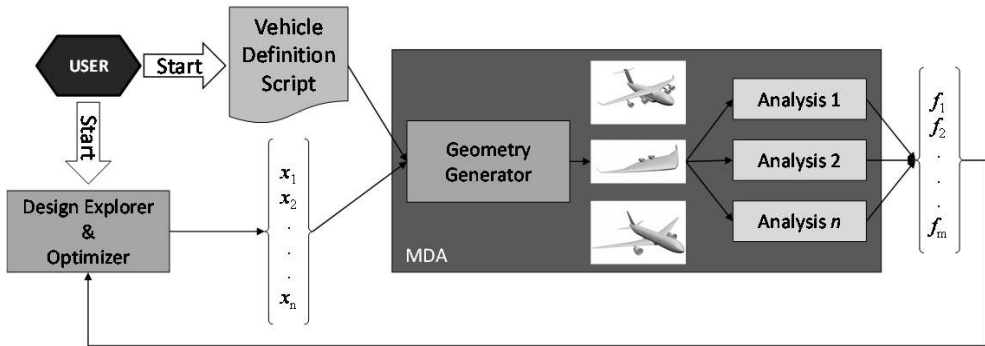 USER
Start
Vehicle
Definition
Script
Start
Design Explorer
&
Optimizer
x1
x2
.
.
.
xn
Geometry
Generator
MDA
Analysis 1
Analysis 2
Analysis n
f1
f2
.
.
.
fm